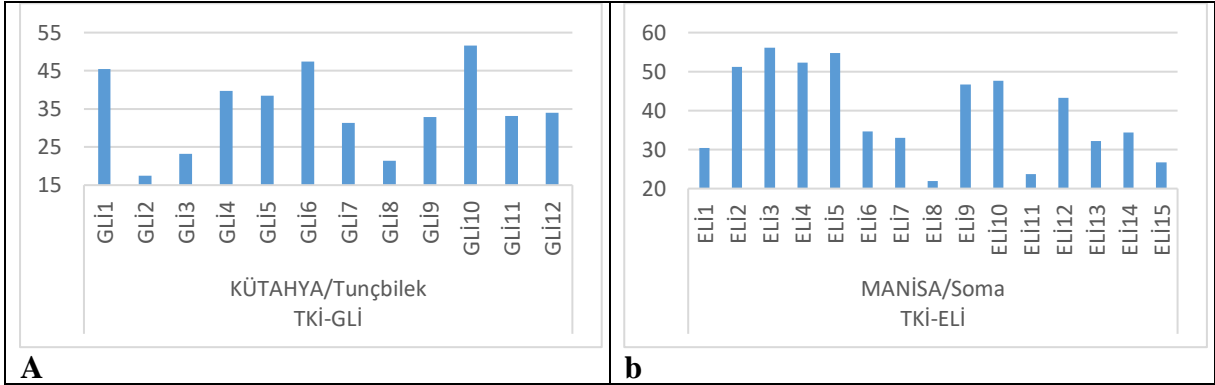 55
45
35
25
15
GLİ1
GLİ2
GLİ3
GLİ4
GLİ5
GLİ6
GLİ7
GLİ8
GLİ9
GLİ10
GLİ11
GLİ12
KÜTAHYA/Tunçbilek
TKİ-GLİ
A
60
50
40
30
20
ELİ1
ELİ2
ELİ3
ELİ4
ELİ5
ELİ6
ELİ7
ELİ8
ELİ9
ELİ10
ELİ11
ELİ12
ELİ13
ELİ14
ELİ15
MANİSA/Soma
TKİ-ELİ
b